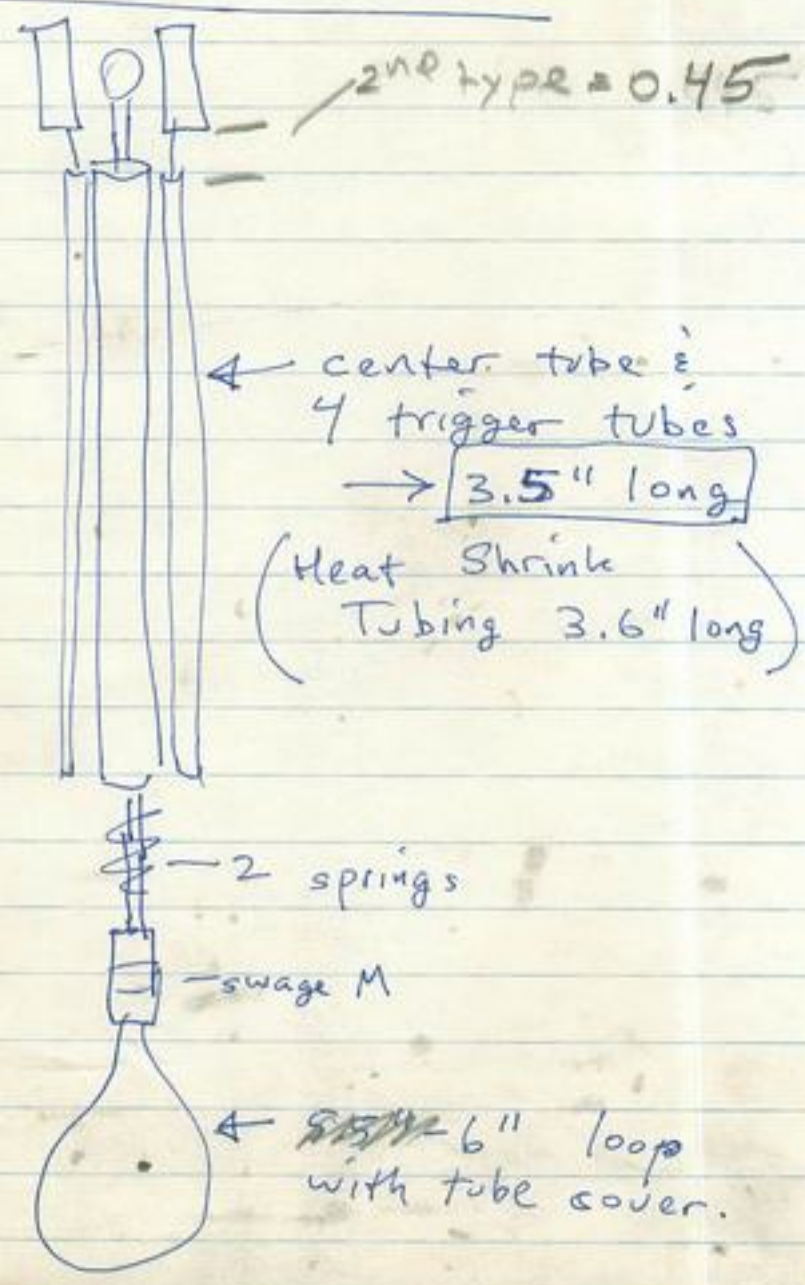 2nd type = 0.45
← center tube &
4 trigger tubes
→ 3.5" long
(Heat Shrink
Tubing 3.6" long)
- 2 springs
- swage M
← 6" loop
with tube cover.